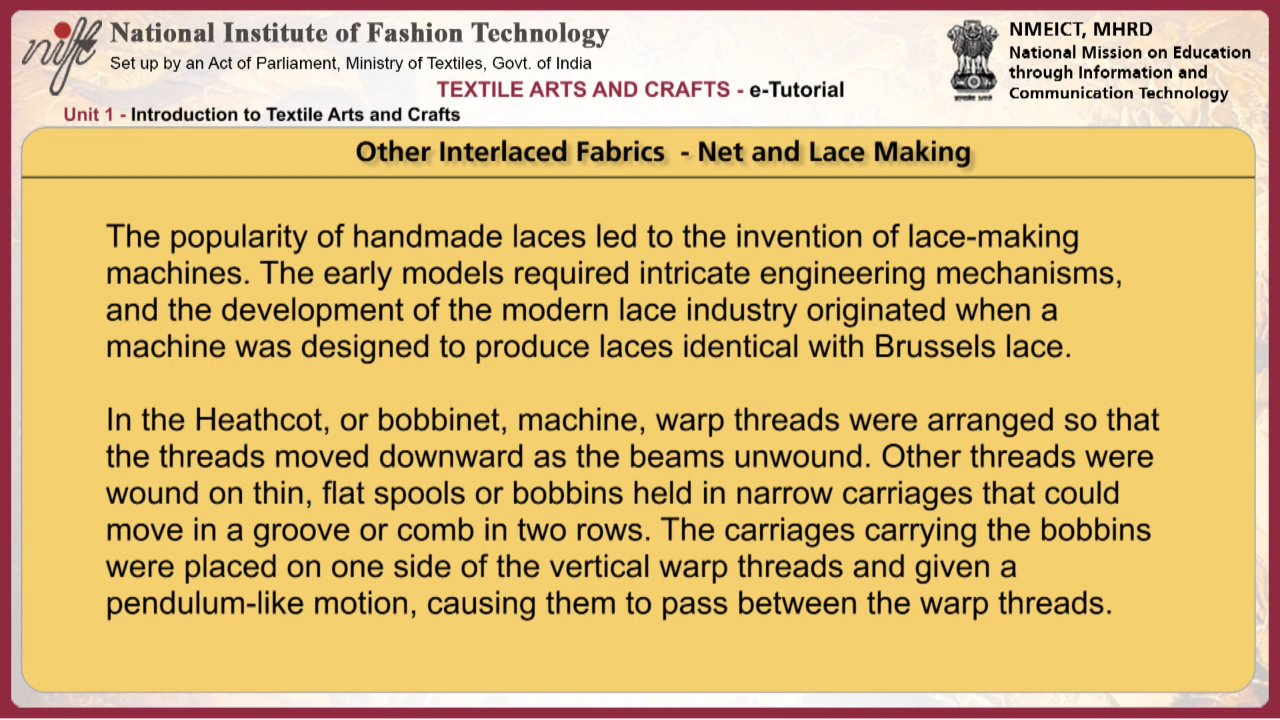 nift
National Institute of Fashion Technology
Set up by an Act of Parliament, Ministry of Textiles, Govt. of India
NMEICT, MHRD
National Mission on Education
through Information and
Communication Technology
TEXTILE ARTS AND CRAFTS - e-Tutorial
Unit 1 - Introduction to Textile Arts and Crafts
Other Interlaced Fabrics - Net and Lace Making
The popularity of handmade laces led to the invention of lace-making
machines. The early models required intricate engineering mechanisms,
and the development of the modern lace industry originated when a
machine was designed to produce laces identical with Brussels lace.
In the Heathcot, or bobbinet, machine, warp threads were arranged so that
the threads moved downward as the beams unwound. Other threads were
wound on thin, flat spools or bobbins held in narrow carriages that could
move in a groove or comb in two rows. The carriages carrying the bobbins
were placed on one side of the vertical warp threads and given a
pendulum-like motion, causing them to pass between the warp threads.